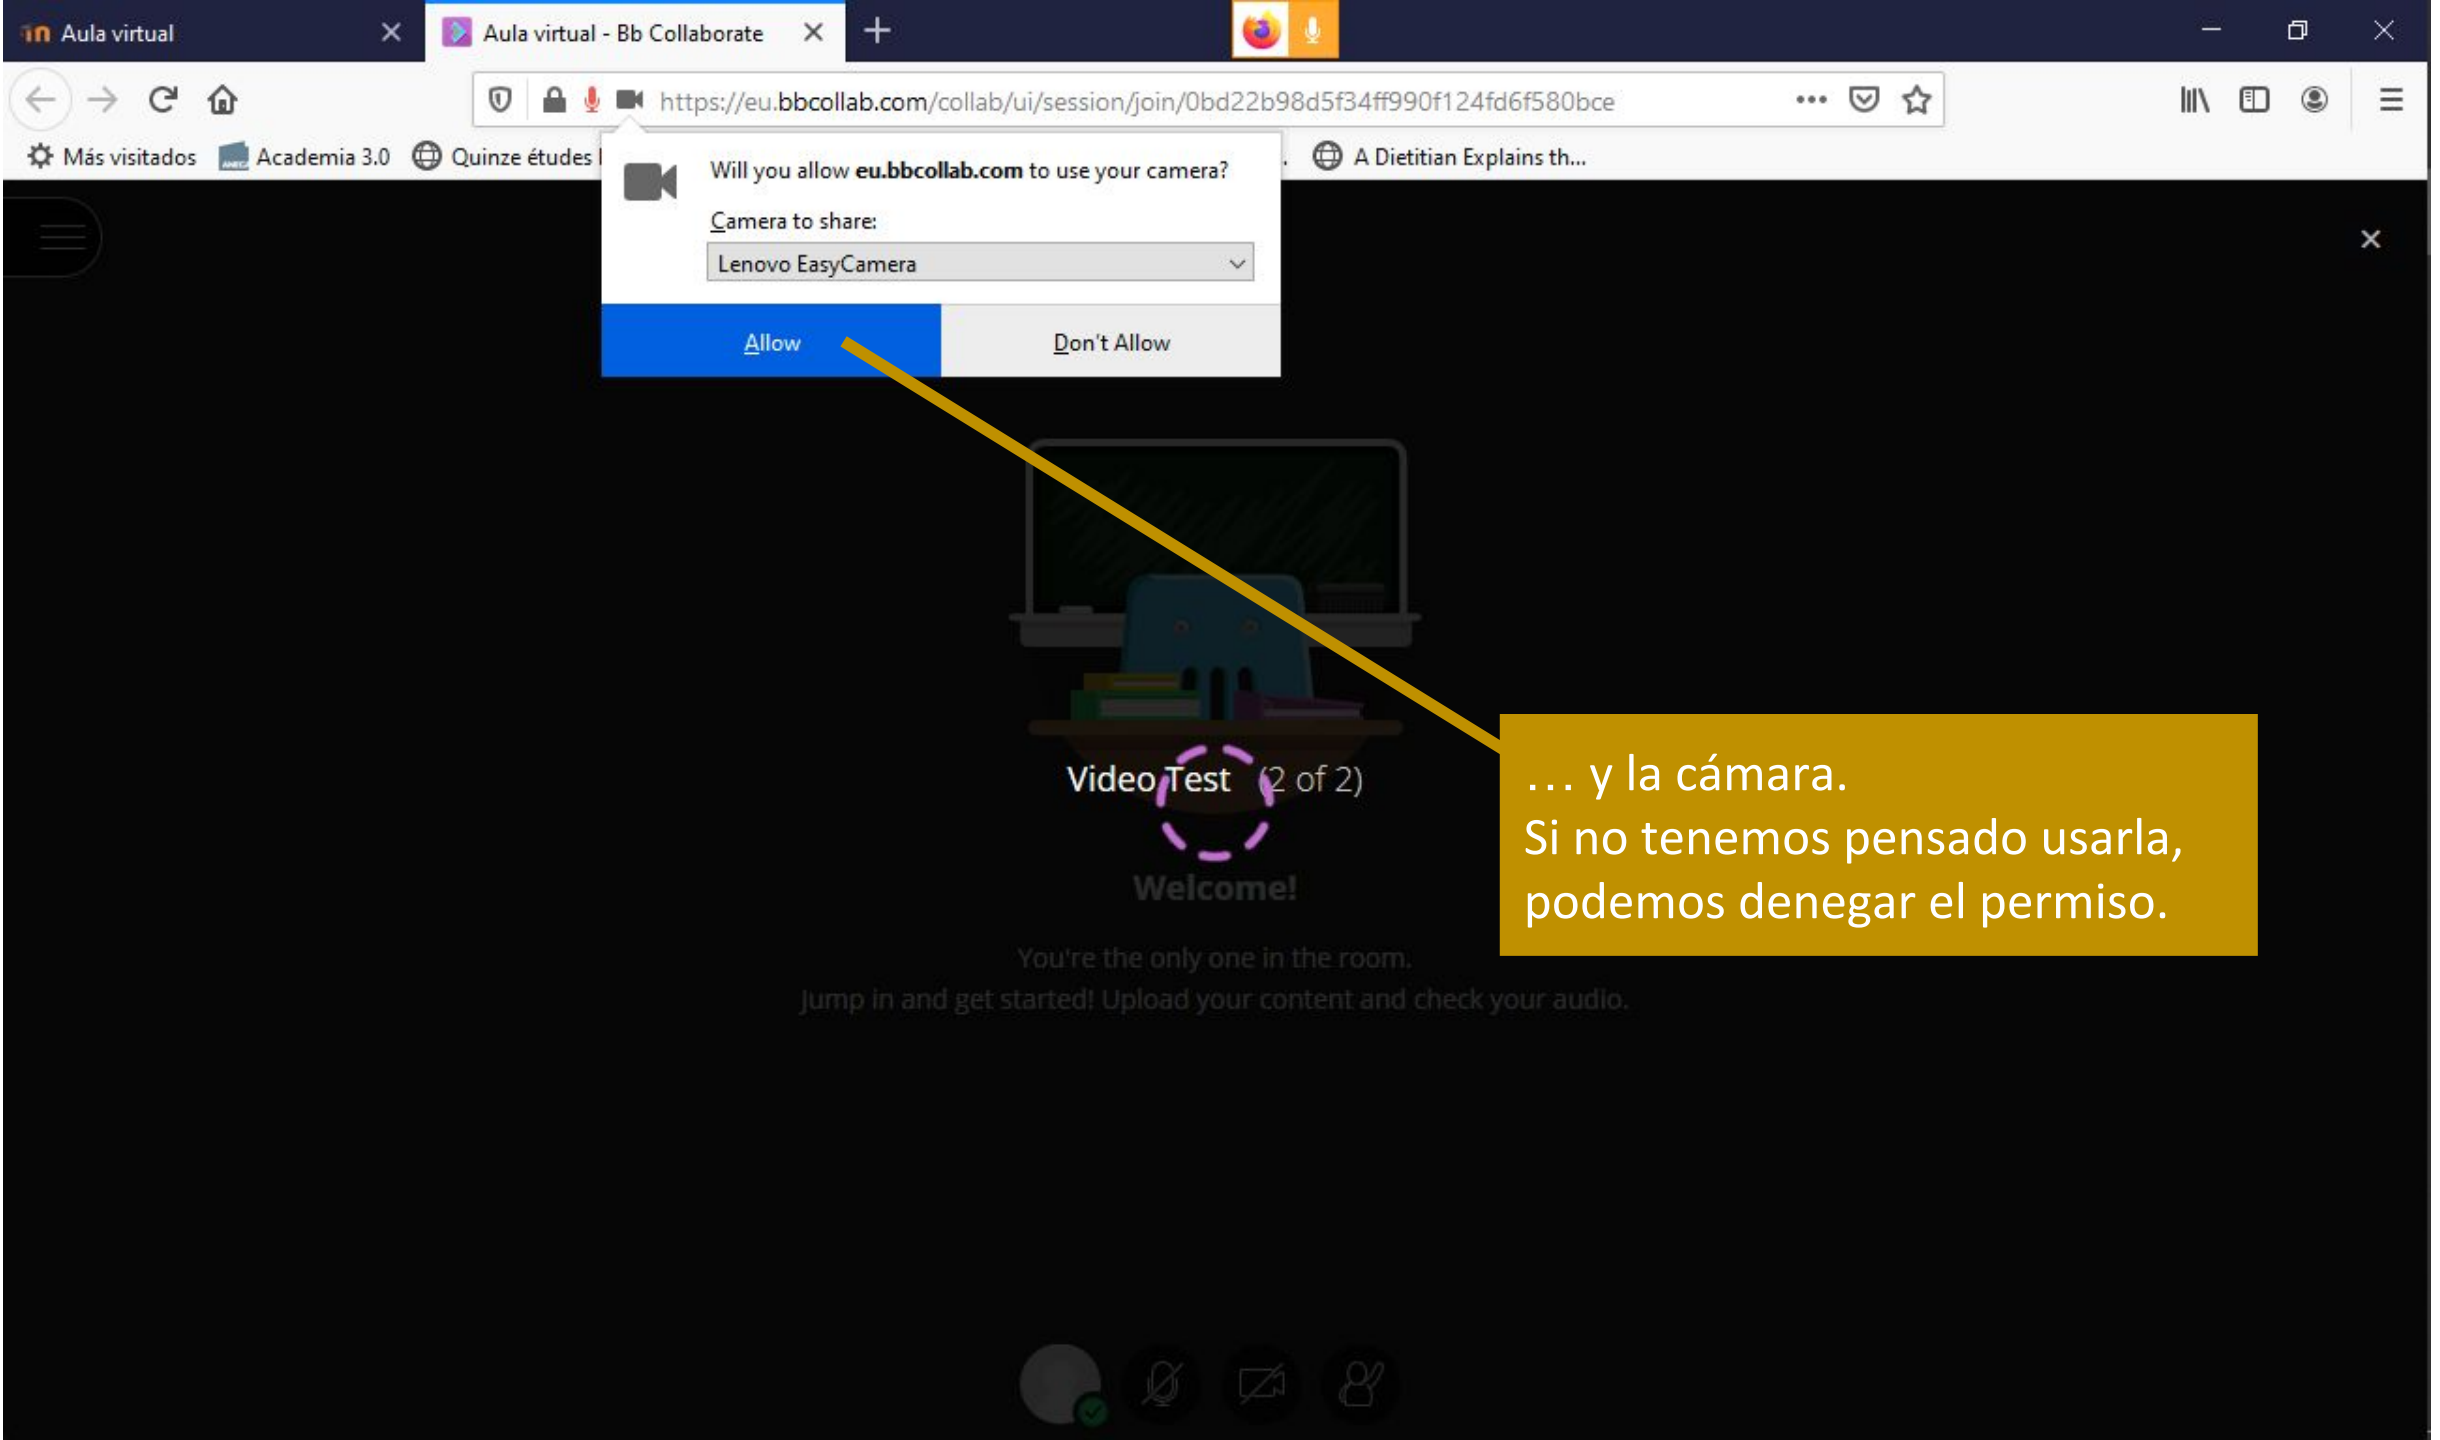 Aula virtual
Aula virtual - Bb Collaborate
https://eu.bbcollab.com/collab/ui/session/join/0bd22b98d5f34ff990f124fd6f580bce
Más visitados Academia 3.0 Quinze études A Dietitian Explains th...
Will you allow eu.bbcollab.com to use your camera?
Camera to share:
Lenovo EasyCamera
Allow Don't Allow
Video Test (2 of 2)
… y la cámara.
Si no tenemos pensado usarla,
podemos denegar el permiso.
Welcome!
You're the only one in the room.
Jump in and get started! Upload your content and check your audio.